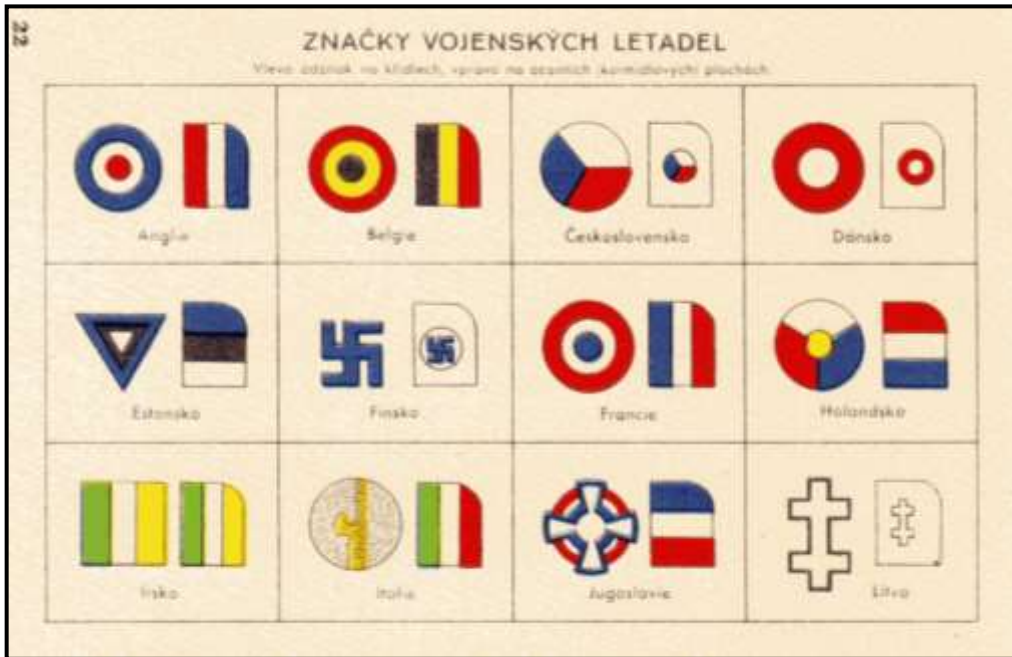 22
ZNAČKY VOJENSKÝCH LETADEL
Vlevo odznak na křídlech, vpravo na ocasních (kormidlových) plochách.
Anglie
Belgie
Československo
Dánsko
Estonsko
Finsko
Francie
Holandsko
Irsko
Italie
Jugoslavie
Litva